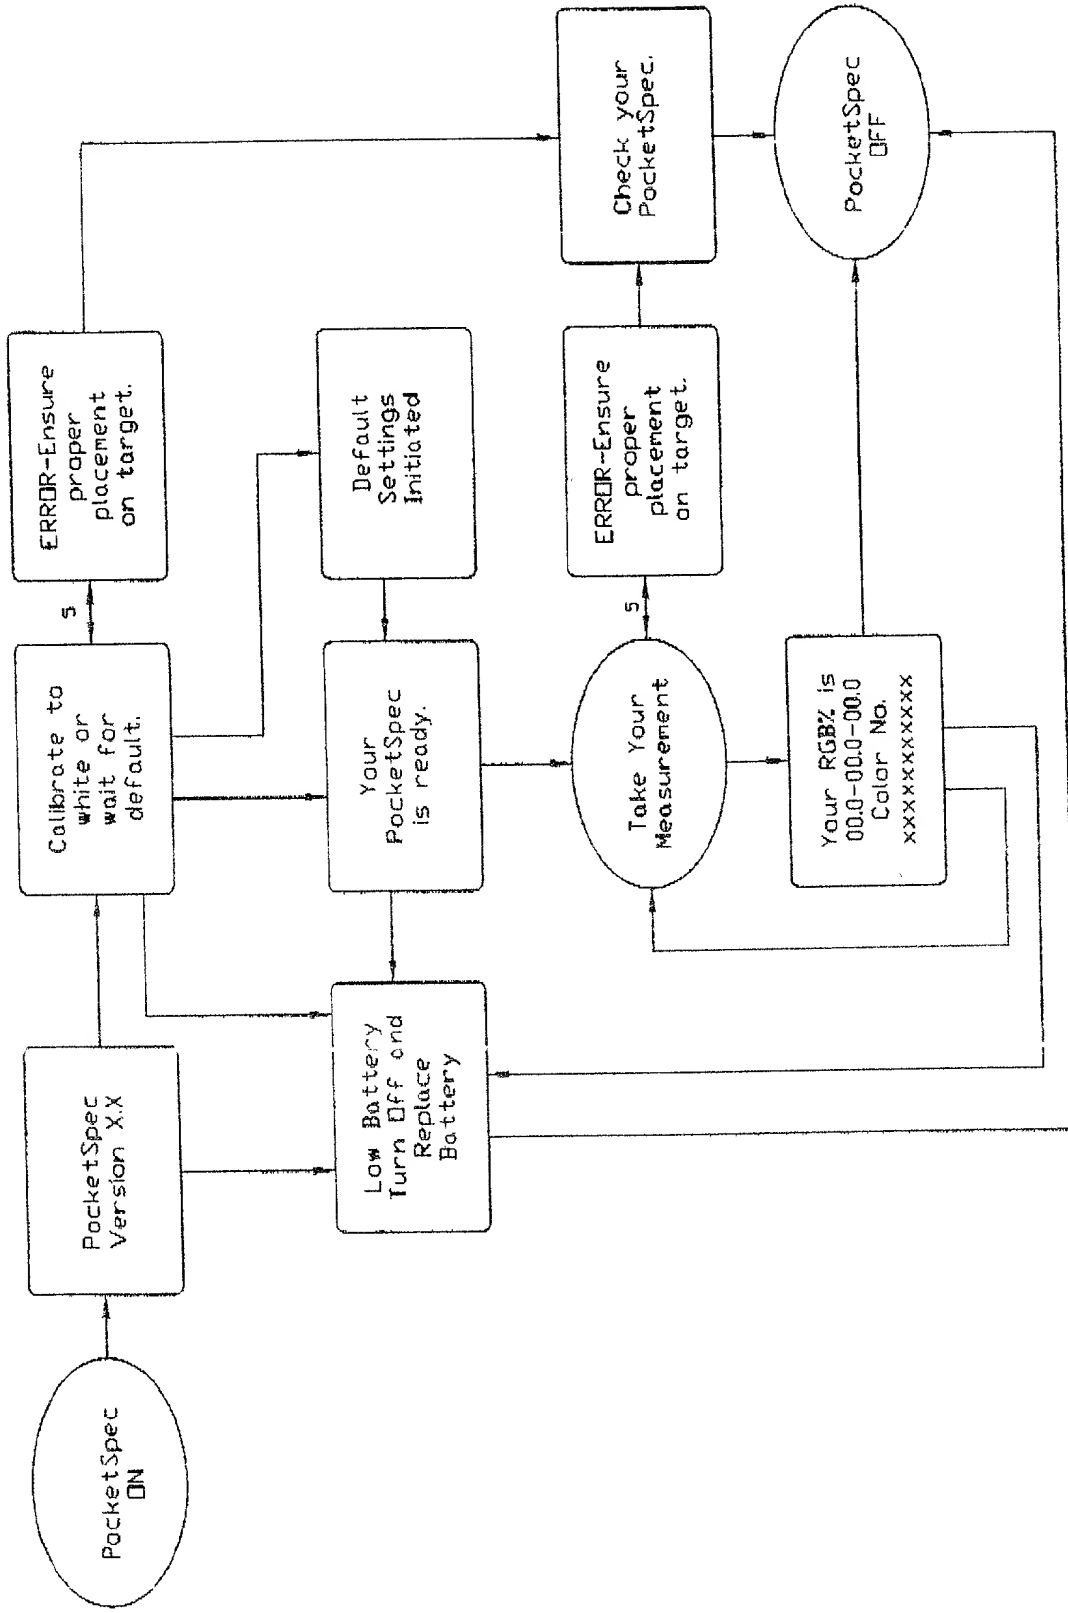 PocketSpec
ON
PocketSpec
Version X.X
Calibrate to
white or
wait for
default.
5
ERROR-Ensure
proper
placement
on target.
Low Battery
Turn Off and
Replace
Battery
Your
PocketSpec
is ready.
Default
Settings
Initiated
Take Your
Measurement
5
ERROR-Ensure
proper
placement
on target.
Check your
PocketSpec.
Your RGB% is
00.0-00.0-00.0
Color No.
xxxxxxxxxxxx
PocketSpec
OFF